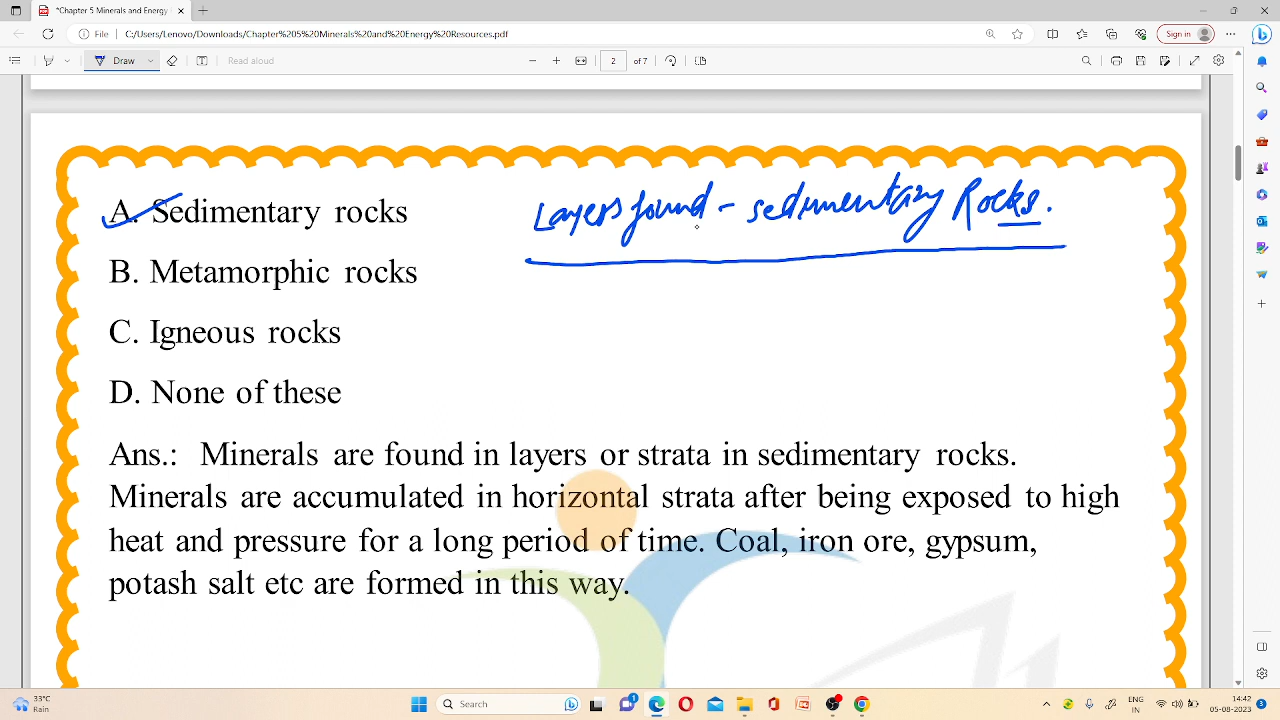 *Chapter 5 Minerals and Energy
File C:/Users/Lenovo/Downloads/Chapter%205%20Minerals%20and%20Energy%20Resources.pdf
Sign in
Draw
Read aloud
2 of 7
A. Sedimentary rocks
Layers found - sedimentary Rocks.
B. Metamorphic rocks
C. Igneous rocks
D. None of these
Ans.: Minerals are found in layers or strata in sedimentary rocks.
Minerals are accumulated in horizontal strata after being exposed to high
heat and pressure for a long period of time. Coal, iron ore, gypsum,
potash salt etc are formed in this way.
33°C
Rain
Search
1
ENG
IN
14:42
05-08-2023